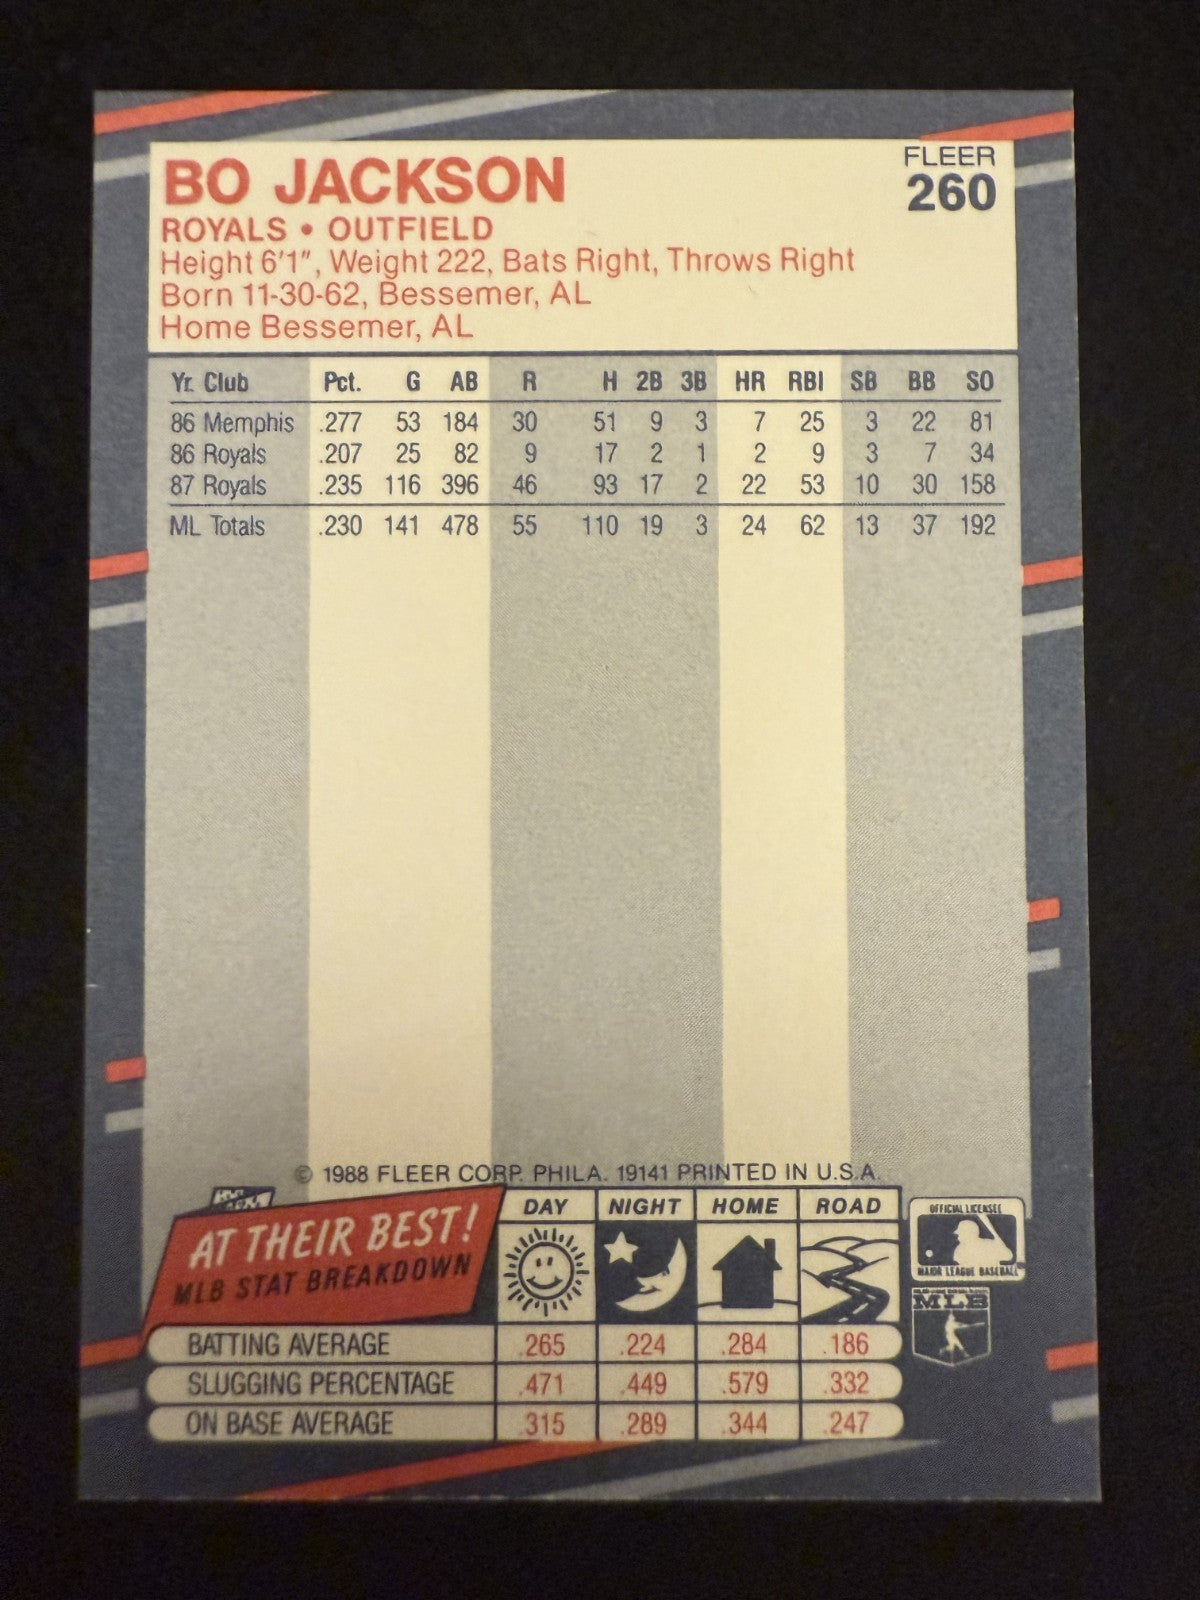 BO JACKSON
FLEER
260
ROYALS • OUTFIELD
Height 6'1", Weight 222, Bats Right, Throws Right
Born 11-30-62, Bessemer, AL
Home Bessemer, AL
Yr. Club Pct. G AB R H 2B 3B HR RBI SB BB SO
86 Memphis .277 53 184 30 51 9 3 7 25 3 22 81
86 Royals .207 25 82 9 17 2 1 2 9 3 7 34
87 Royals .235 116 396 46 93 17 2 22 53 10 30 158
ML Totals .230 141 478 55 110 19 3 24 62 13 37 192
© 1988 FLEER CORP. PHILA. 19141 PRINTED IN U.S.A.
AT THEIR BEST!
MLB STAT BREAKDOWN
DAY NIGHT HOME ROAD
BATTING AVERAGE .265 .224 .284 .186
SLUGGING PERCENTAGE .471 .449 .579 .332
ON BASE AVERAGE .315 .289 .344 .247
OFFICIAL LICENSEE
MAJOR LEAGUE BASEBALL
MLB